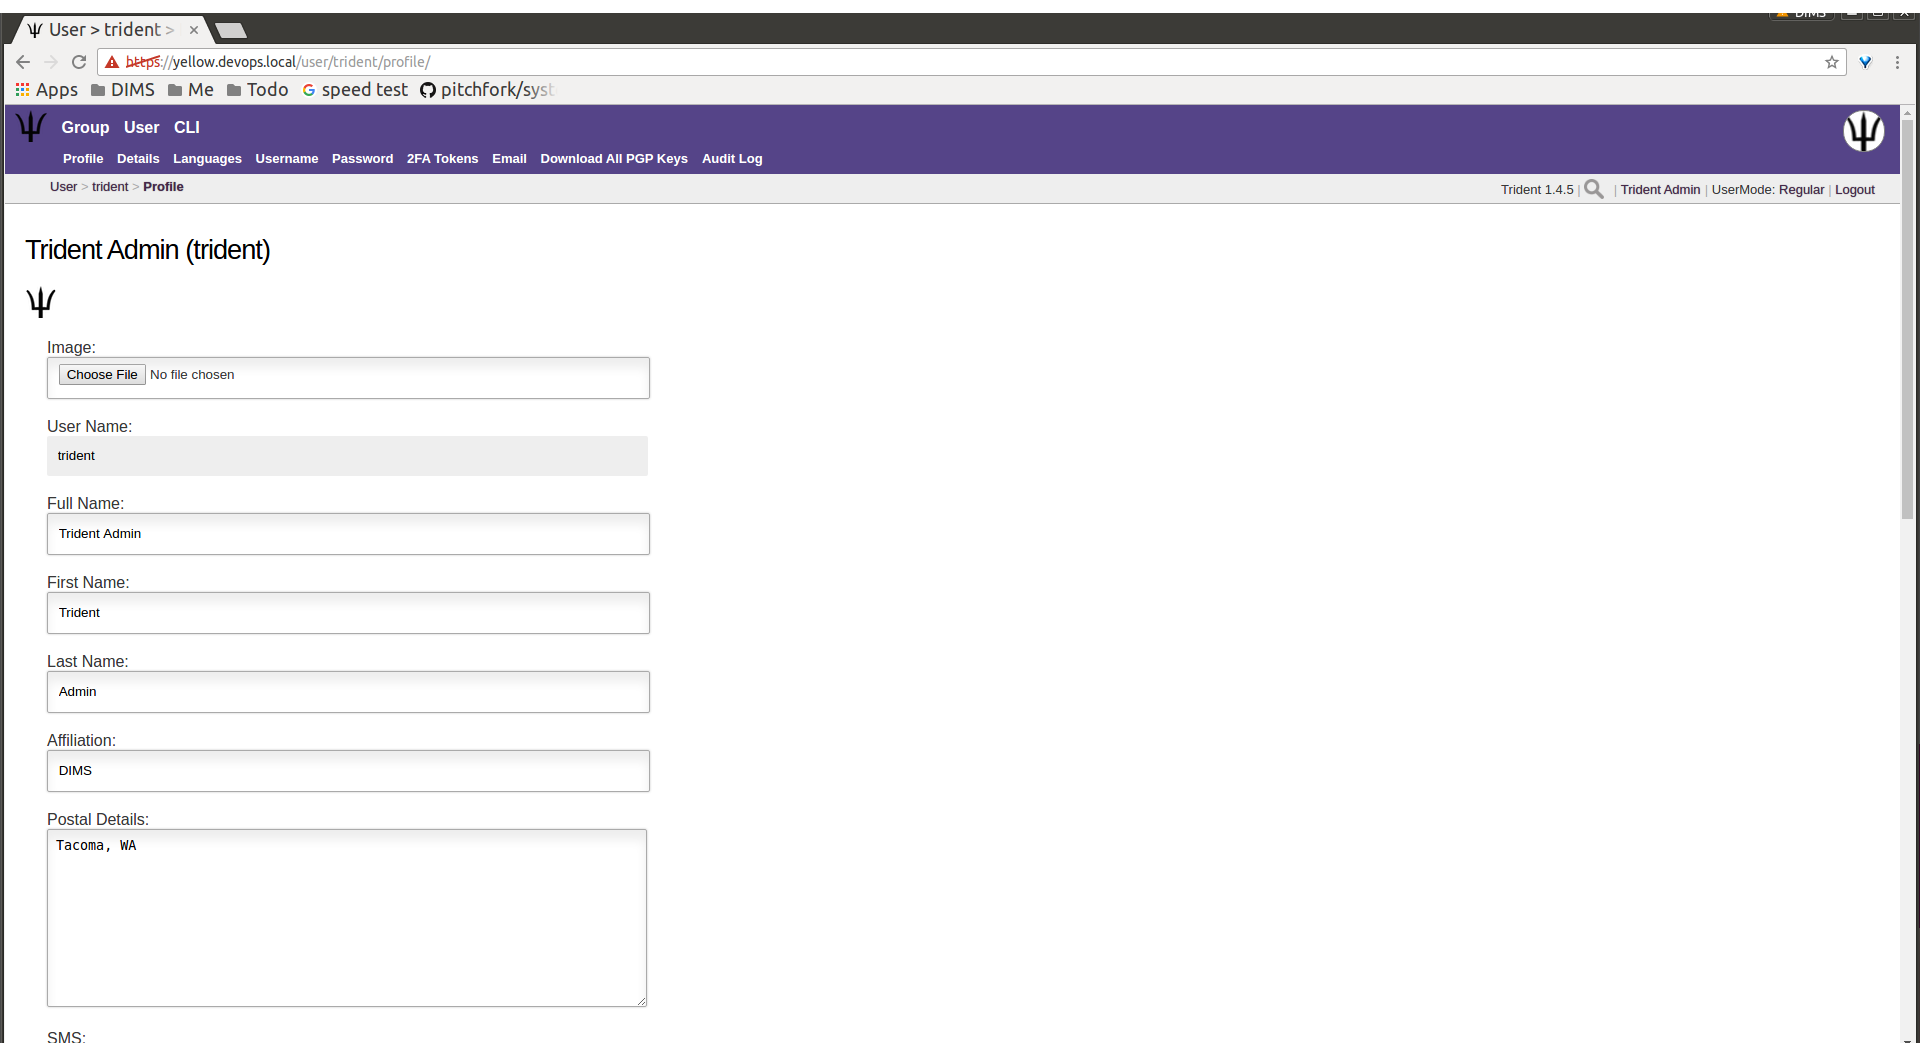 DIMS
User > trident >
https://yellow.devops.local/user/trident/profile/
Apps DIMS Me Todo speed test pitchfork/syst
Group User CLI
Profile Details Languages Username Password 2FA Tokens Email Download All PGP Keys Audit Log
User > trident > Profile
Trident 1.4.5 | | Trident Admin | UserMode: Regular | Logout
Trident Admin (trident)
Image:
Choose File No file chosen
User Name:
trident
Full Name:
Trident Admin
First Name:
Trident
Last Name:
Admin
Affiliation:
DIMS
Postal Details:
Tacoma, WA
SMS: